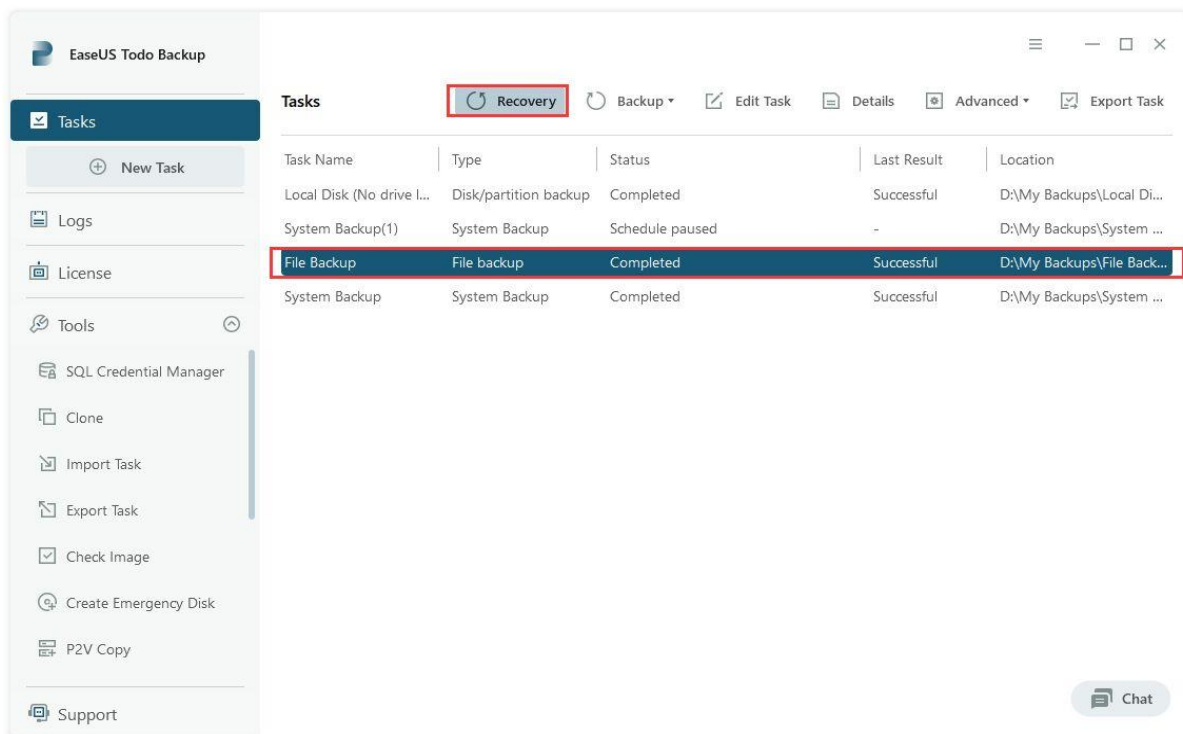 EaseUS Todo Backup
Tasks
New Task
Logs
License
Tools
SQL Credential Manager
Clone
Import Task
Export Task
Check Image
Create Emergency Disk
P2V Copy
Support
Tasks Recovery Backup Edit Task Details Advanced Export Task
Task Name Type Status Last Result Location
Local Disk (No drive l... Disk/partition backup Completed Successful D:\My Backups\Local Di...
System Backup(1) System Backup Schedule paused - D:\My Backups\System ...
File Backup File backup Completed Successful D:\My Backups\File Back...
System Backup System Backup Completed Successful D:\My Backups\System ...
Chat